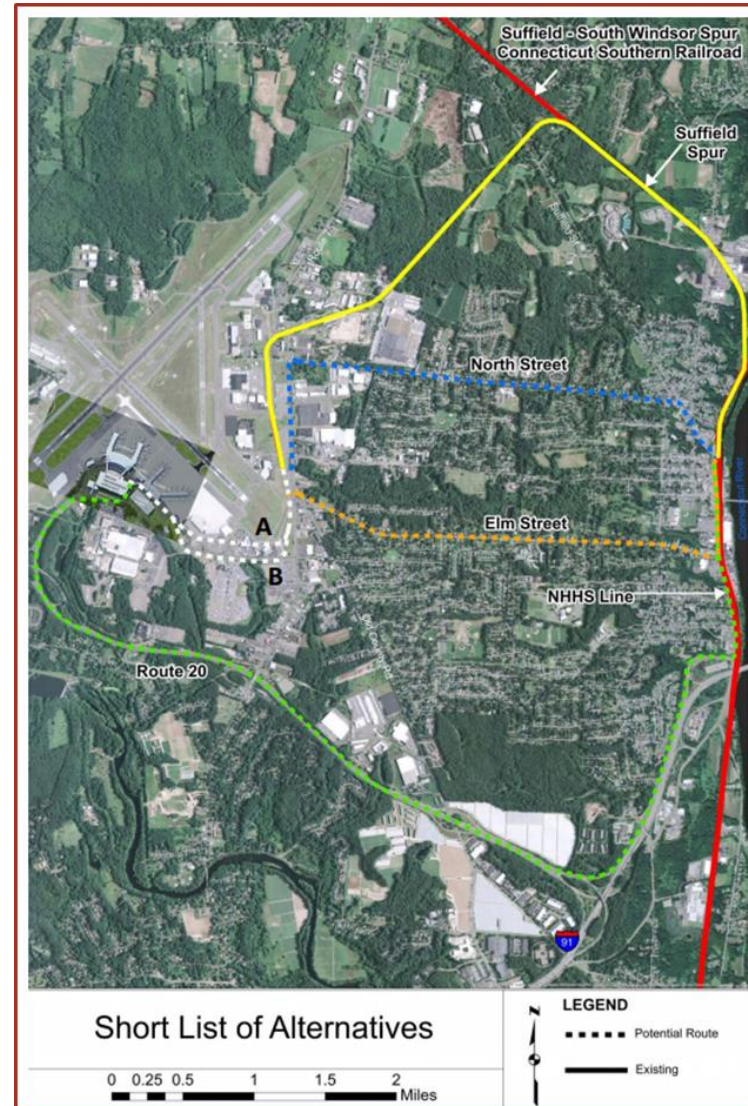 Suffield - South Windsor Spur
Connecticut Southern Railroad
Suffield
Spur
North Street
A
Elm Street
B
NHHS Line
Route 20
91
Short List of Alternatives
0 0.25 0.5 1 1.5 2
Miles
N
LEGEND
Potential Route
Existing